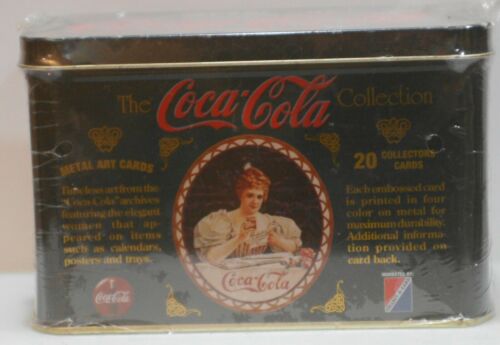 The Coca-Cola Collection
METAL ART CARDS
Timeless art from the
"Coca-Cola" archives
featuring the elegant
women that ap-
peared on items
such as calendars,
posters and trays.
Coca-Cola
Coca-Cola
20 COLLECTORS CARDS
Each embossed card
is printed in four
color on metal for
maximum durability.
Additional informa-
tion provided on
card back.
MARKETED BY: